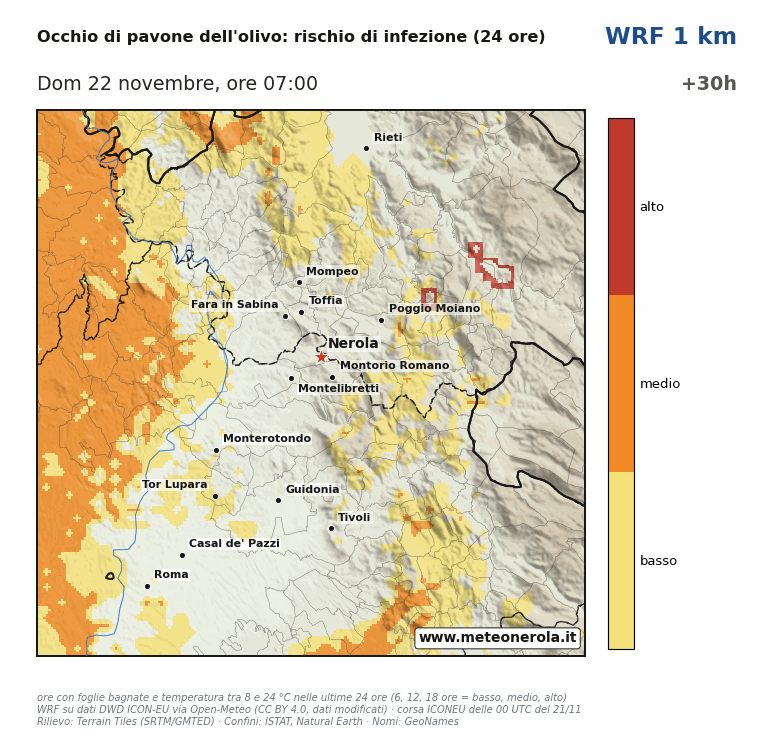 Occhio di pavone dell'olivo: rischio di infezione (24 ore)
WRF 1 km
Dom 22 novembre, ore 07:00
+30h
Rieti
alto
Mompeo
Fara in Sabina
Toffia
Poggio Moiano
Nerola
Montorio Romano
Montelibretti
medio
Monterotondo
Tor Lupara
Guidonia
Tivoli
Casal de' Pazzi
basso
Roma
www.meteonerola.it
ore con foglie bagnate e temperatura tra 8 e 24 °C nelle ultime 24 ore (6, 12, 18 ore = basso, medio, alto)
WRF su dati DWD ICON-EU via Open-Meteo (CC BY 4.0, dati modificati) · corsa ICONEU delle 00 UTC del 21/11
Rilievo: Terrain Tiles (SRTM/GMTED) · Confini: ISTAT, Natural Earth · Nomi: GeoNames